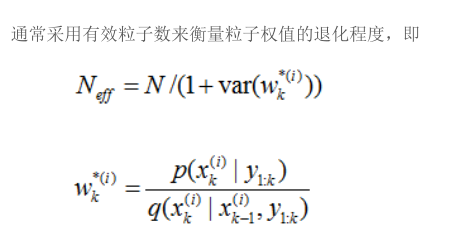 通常采用有效粒子数来衡量粒子权值的退化程度，即
N_eff = N /(1+ var(w_k^{*(i)}))
w_k^{*(i)} = p(x_k^{(i)} | y_{1:k}) / q(x_k^{(i)} | x_{k-1}^{(i)}, y_{1:k})